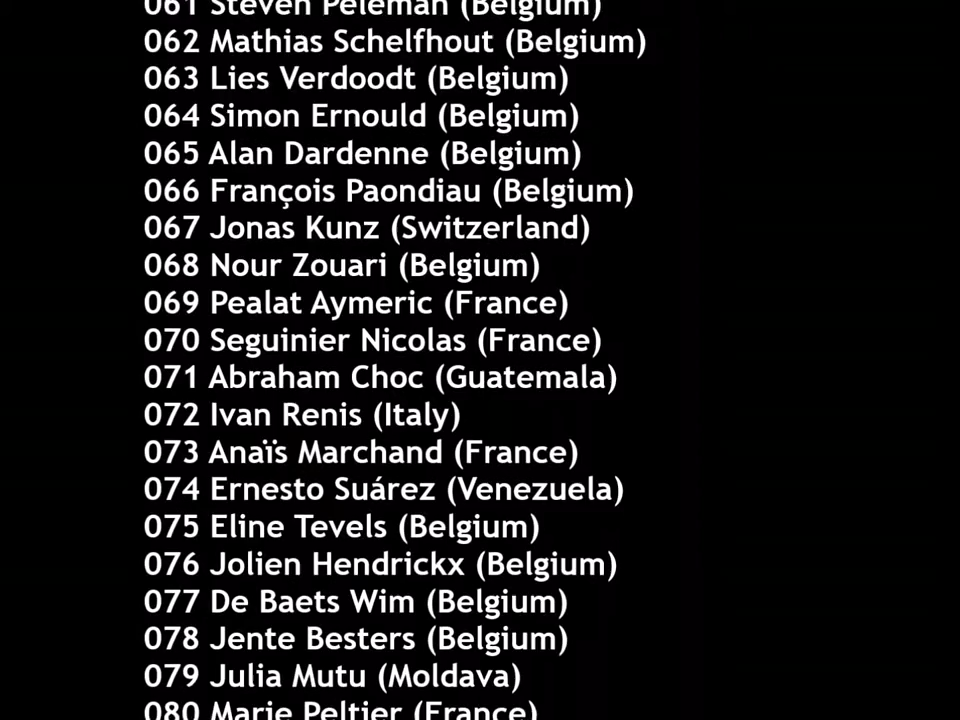 061 Steven Peleman (Belgium)
062 Mathias Schelfhout (Belgium)
063 Lies Verdoodt (Belgium)
064 Simon Ernould (Belgium)
065 Alan Dardenne (Belgium)
066 François Paondiau (Belgium)
067 Jonas Kunz (Switzerland)
068 Nour Zouari (Belgium)
069 Pealat Aymeric (France)
070 Seguinier Nicolas (France)
071 Abraham Choc (Guatemala)
072 Ivan Renis (Italy)
073 Anaïs Marchand (France)
074 Ernesto Suárez (Venezuela)
075 Eline Tevels (Belgium)
076 Jolien Hendrickx (Belgium)
077 De Baets Wim (Belgium)
078 Jente Besters (Belgium)
079 Julia Mutu (Moldava)
080 Marie Peltier (France)